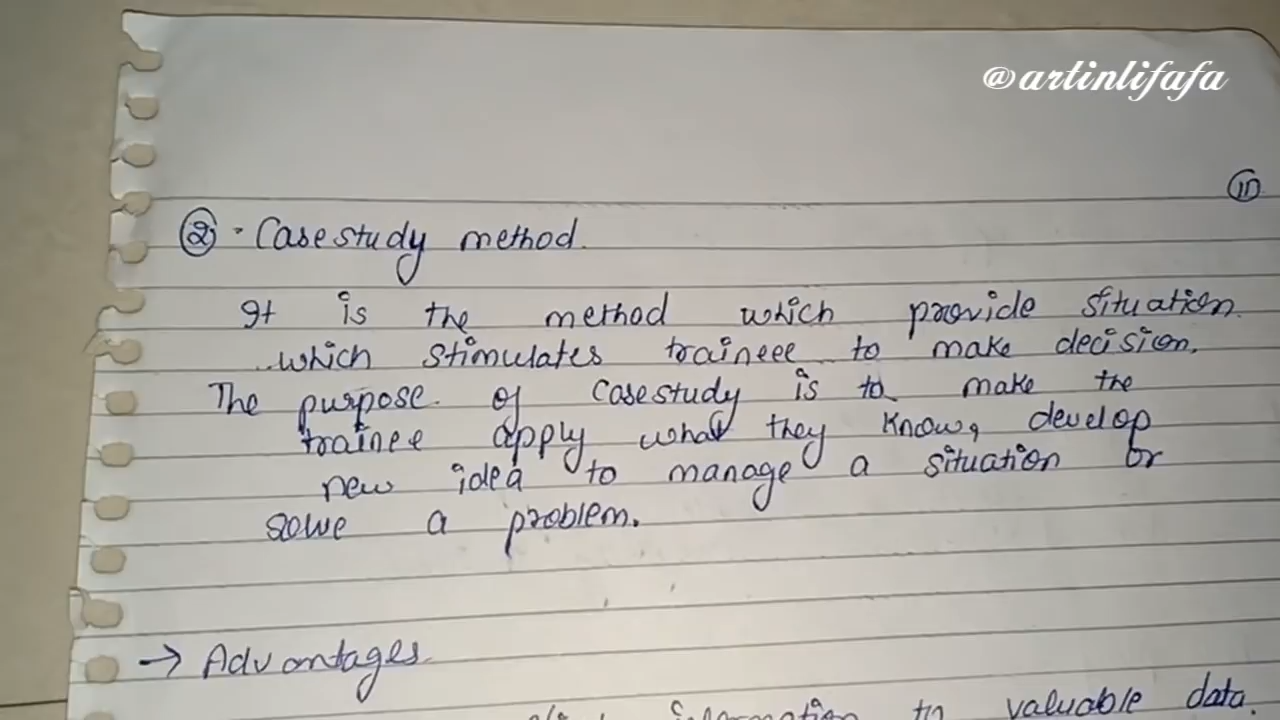 @artinlifafa
②. Casestudy method.
It is the method which provide situation.
which stimulates traineee to make decision.
The purpose of casestudy is to make the
trainee apply what they know, develop
new idea to manage a situation or
solve a problem.
→ Advantages.
information to valuable data.